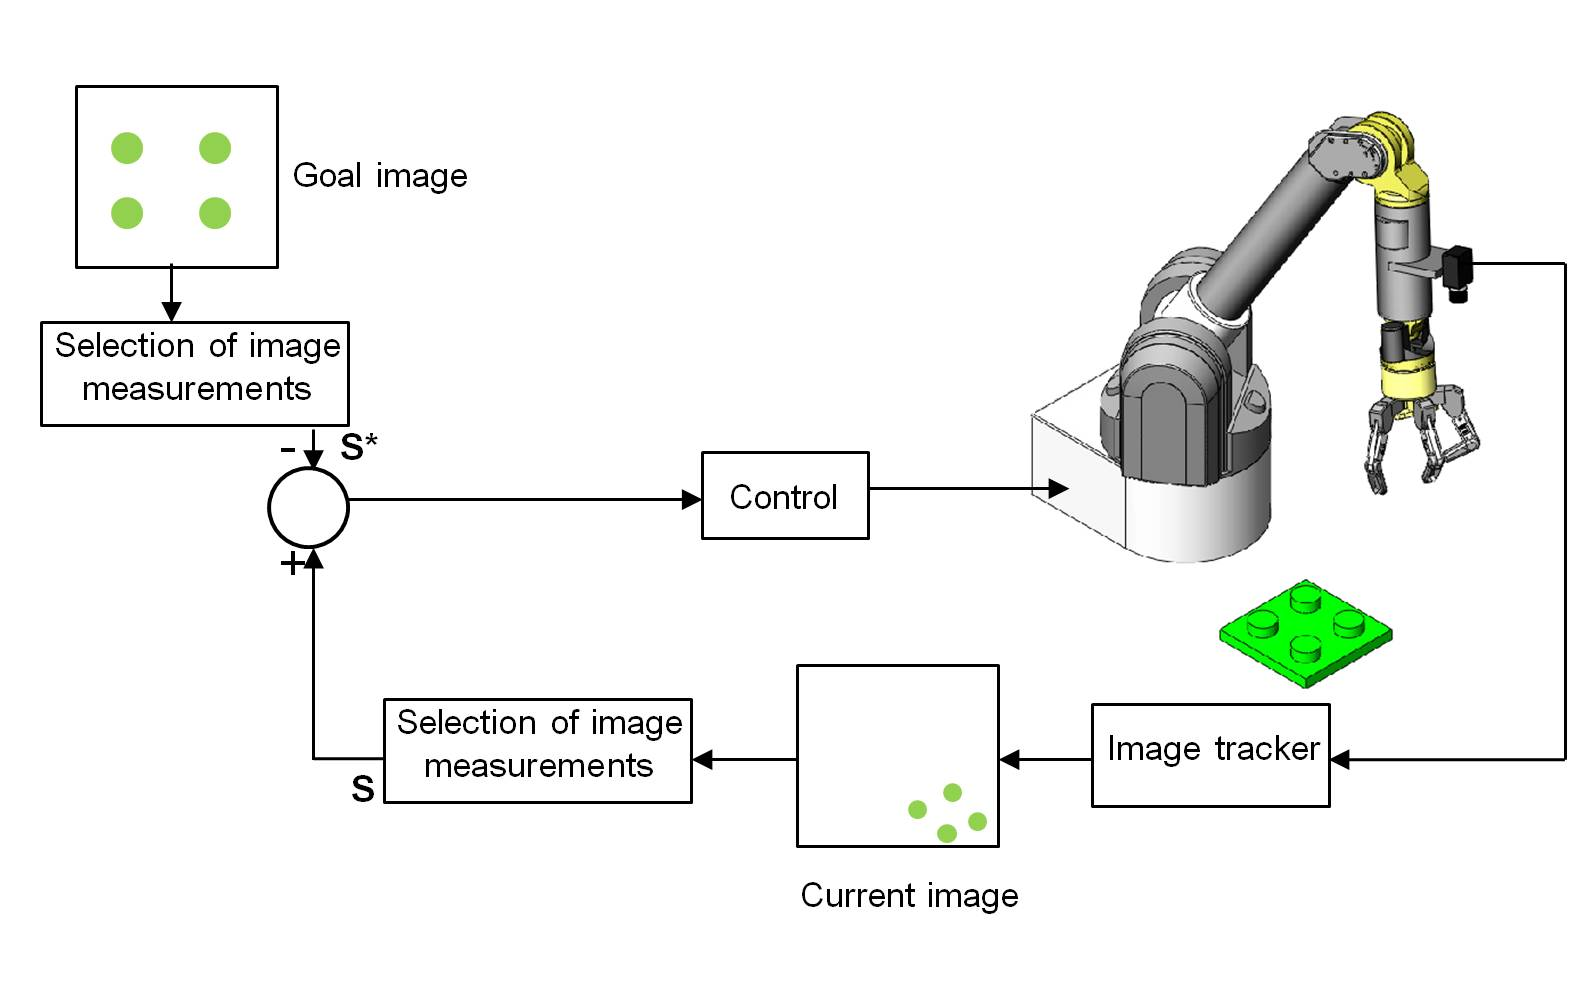 Goal image
Selection of image
measurements
- S*
Control
+
Selection of image
measurements
S
Image tracker
Current image